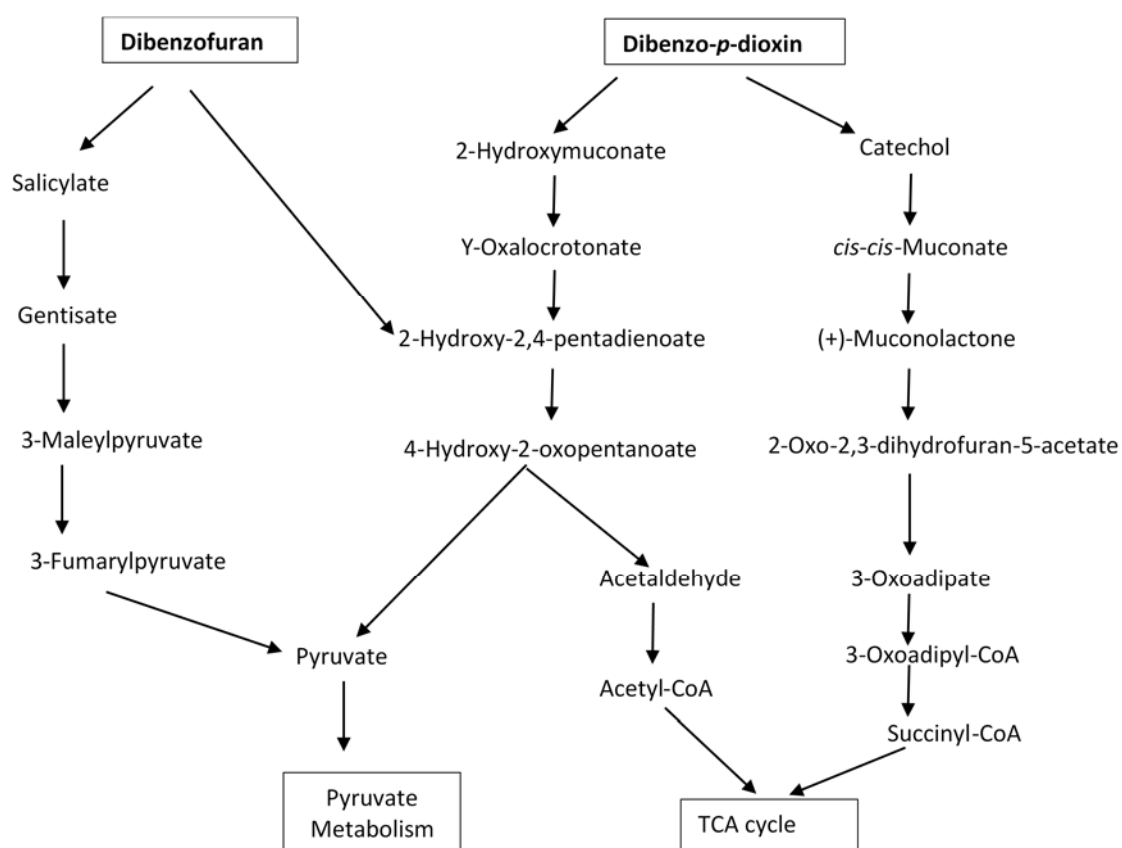 Dibenzofuran
Dibenzo-p-dioxin
2-Hydroxymuconate
Catechol
Salicylate
Y-Oxalocrotonate
cis-cis-Muconate
Gentisate
2-Hydroxy-2,4-pentadienoate
(+)-Muconolactone
3-Maleylpyruvate
4-Hydroxy-2-oxopentanoate
2-Oxo-2,3-dihydrofuran-5-acetate
3-Fumarylpyruvate
Acetaldehyde
3-Oxoadipate
Pyruvate
3-Oxoadipyl-CoA
Acetyl-CoA
Succinyl-CoA
Pyruvate
Metabolism
TCA cycle